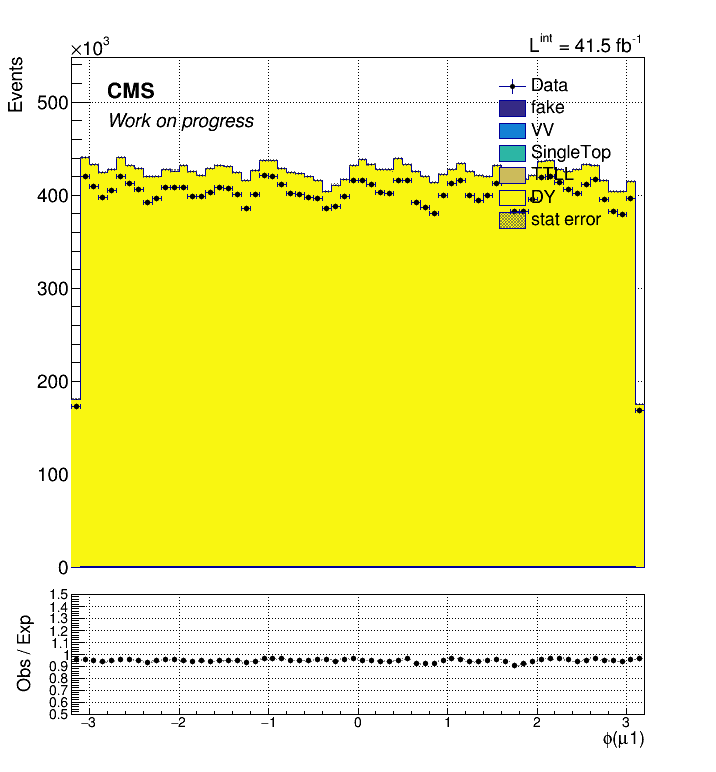 ×10³
L^int = 41.5 fb⁻¹
Events
CMS
Work on progress
Data
fake
VV
SingleTop
TTLL
DY
stat error
500
400
300
200
100
0
Obs / Exp
1.5
1.4
1.3
1.2
1.1
1
0.9
0.8
0.7
0.6
0.5
−3 −2 −1 0 1 2 3
ϕ(μ1)